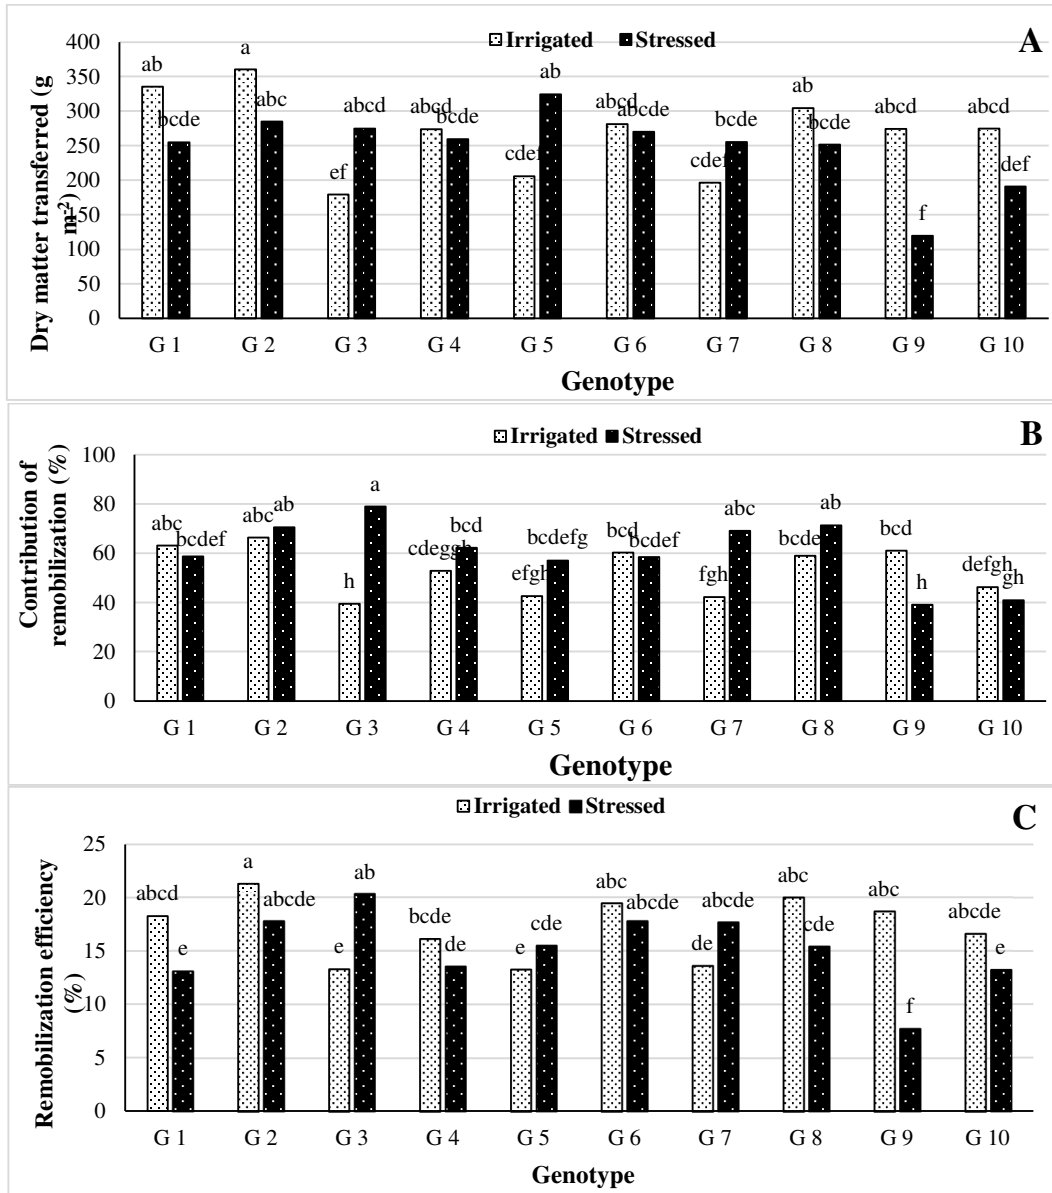 A
Irrigated Stressed
Dry matter transferred (g
m-2)
400
350
300
250
200
150
100
50
0
ab bcde a abc ef abcd abcd bcde cdef ab abcd abcde cdef bcde ab bcde abcd f abcd def
G 1 G 2 G 3 G 4 G 5 G 6 G 7 G 8 G 9 G 10
Genotype
B
Irrigated Stressed
Contribution of
remobilization (%)
100
80
60
40
20
0
abc bcdef abc ab h a cdeggh bcd efgh bcdefg bcd bcdef fgh abc bcde ab bcd h defgh gh
G 1 G 2 G 3 G 4 G 5 G 6 G 7 G 8 G 9 G 10
Genotype
Irrigated Stressed
C
Remobilization efficiency
(%)
25
20
15
10
5
0
abcd e a abcde e ab bcde de e cde abc abcde de abcde abc cde abc f abcde e
G 1 G 2 G 3 G 4 G 5 G 6 G 7 G 8 G 9 G 10
Genotype